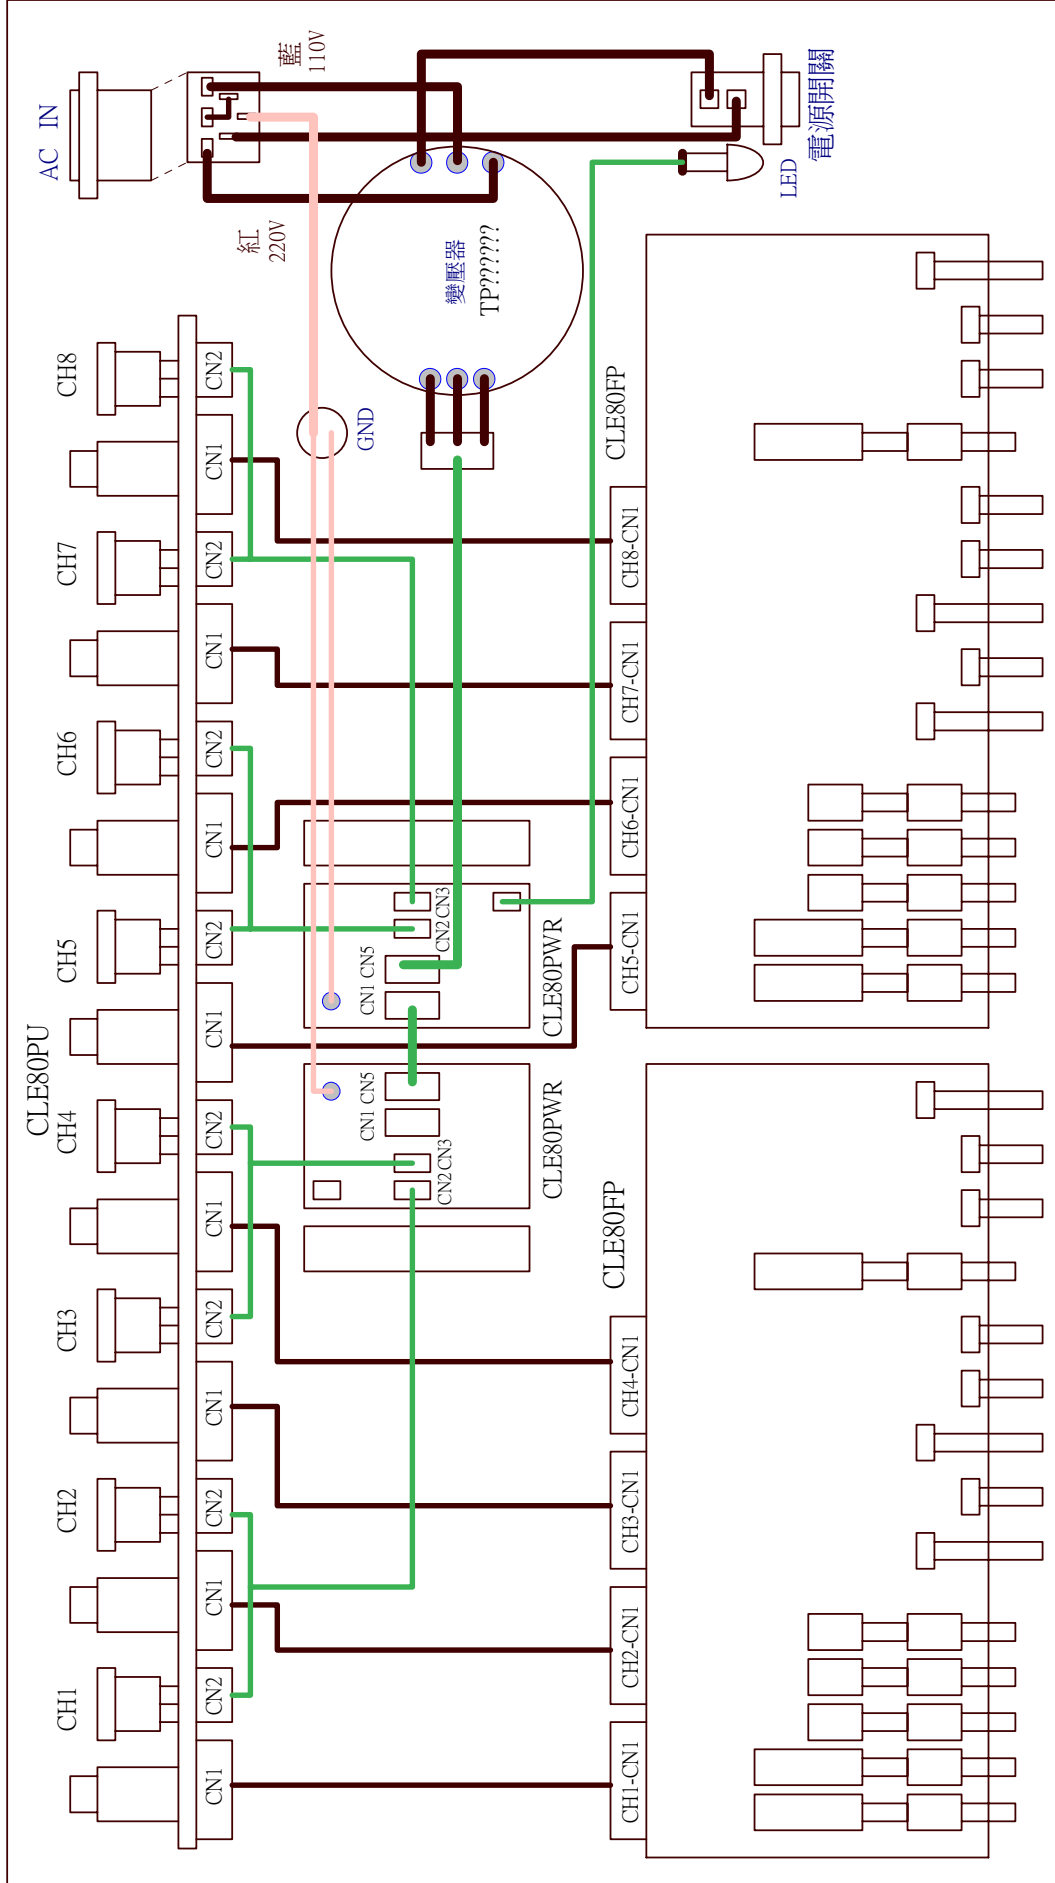 AC IN
藍
110V
紅
220V
電源開關
LED
變壓器
TP??????
GND
CLE80PU
CH8
CH7
CH6
CH5
CH4
CH3
CH2
CH1
CN2
CN1
CN2
CN1
CN2
CN1
CN2
CN1
CN2
CN1
CN2
CN1
CN2
CN1
CN2
CN1
CN2 CN3
CN1 CN5
CLE80PWR
CN1 CN5
CN2 CN3
CLE80PWR
CLE80FP
CH8-CN1
CH7-CN1
CH6-CN1
CH5-CN1
CLE80FP
CH4-CN1
CH3-CN1
CH2-CN1
CH1-CN1